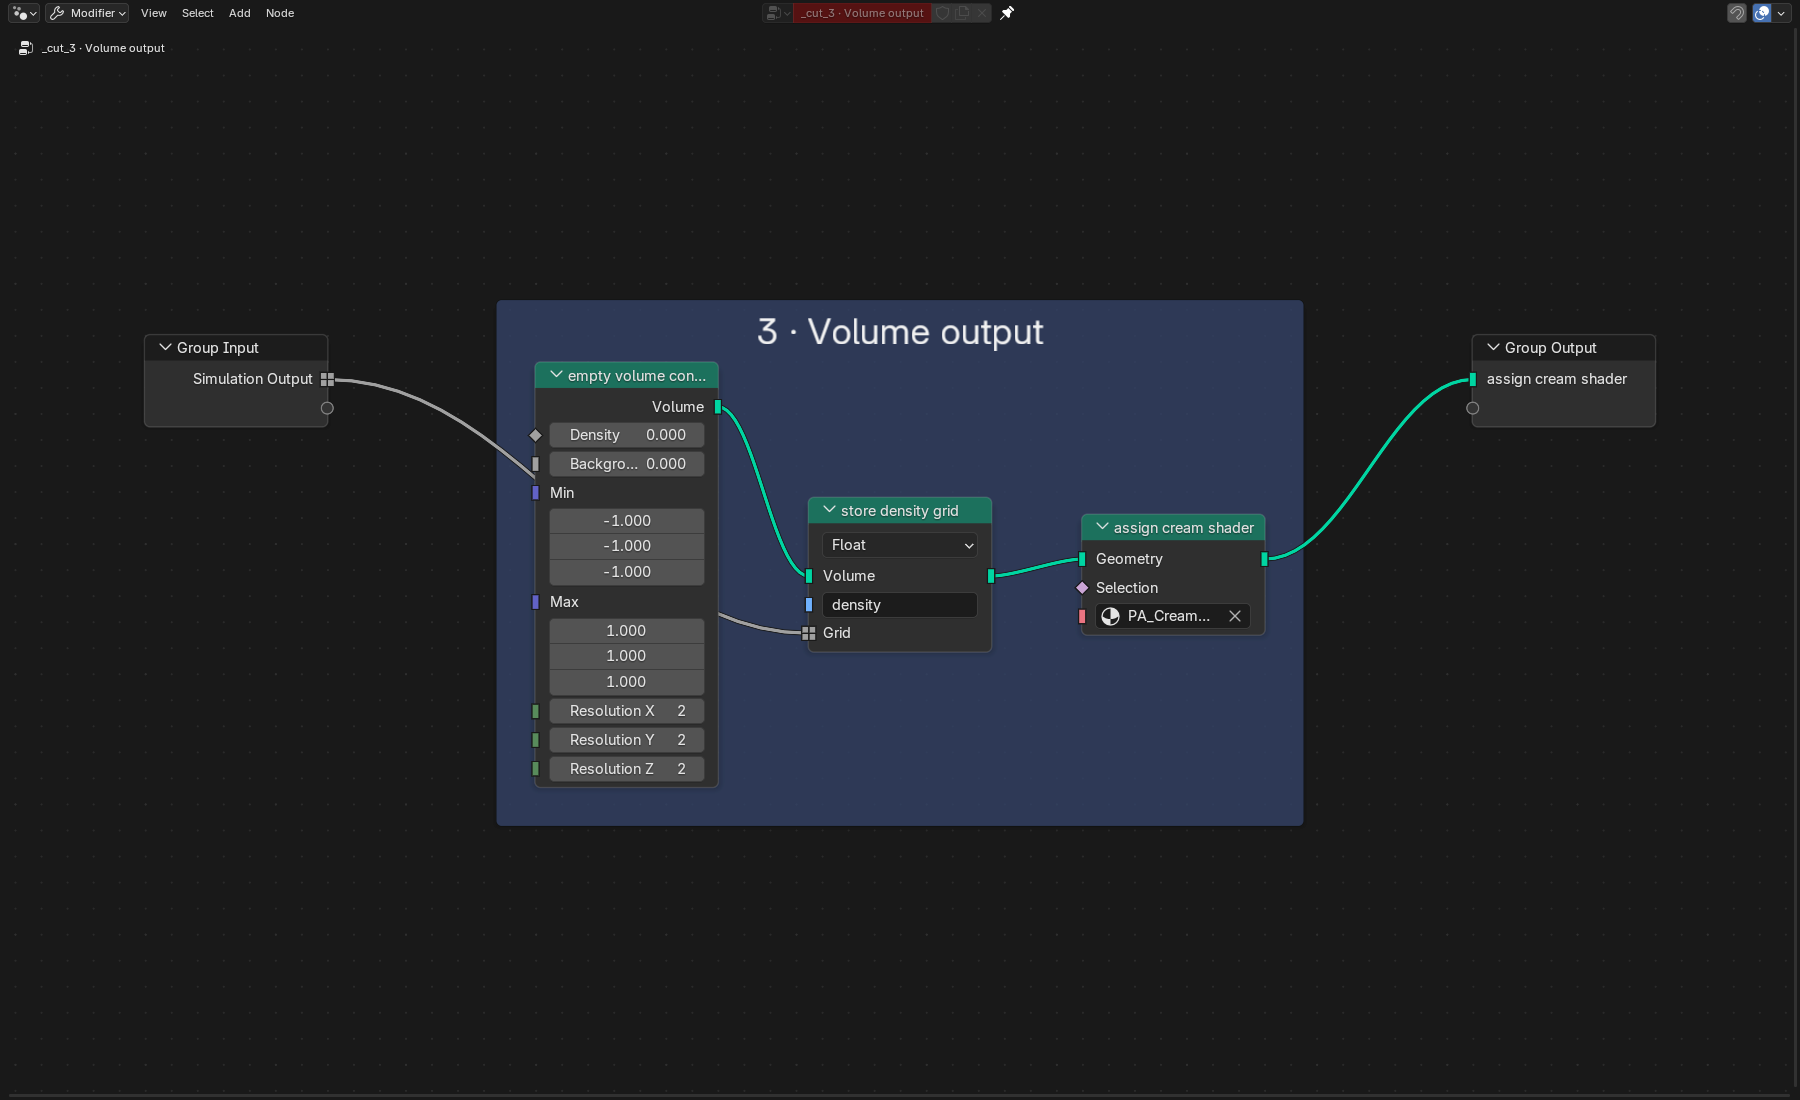 Modifier
View
Select
Add
Node
_cut_3 · Volume output
_cut_3 · Volume output
3 · Volume output
Group Input
Simulation Output
empty volume con...
Volume
Density 0.000
Backgro... 0.000
Min
-1.000
-1.000
-1.000
Max
1.000
1.000
1.000
Resolution X 2
Resolution Y 2
Resolution Z 2
store density grid
Float
Volume
density
Grid
assign cream shader
Geometry
Selection
PA_Cream...
Group Output
assign cream shader